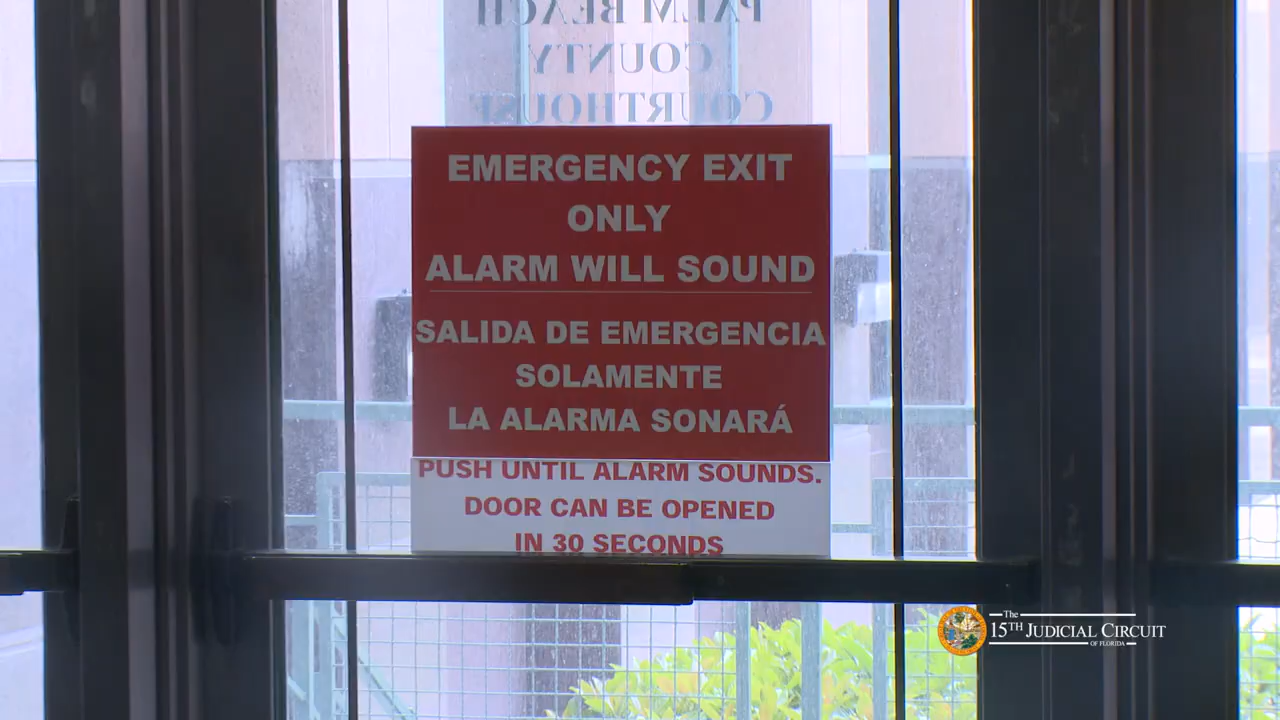 PALM BEACH
COUNTY
COURTHOUSE
EMERGENCY EXIT
ONLY
ALARM WILL SOUND
SALIDA DE EMERGENCIA
SOLAMENTE
LA ALARMA SONARÁ
PUSH UNTIL ALARM SOUNDS.
DOOR CAN BE OPENED
IN 30 SECONDS
The
15TH JUDICIAL CIRCUIT
OF FLORIDA